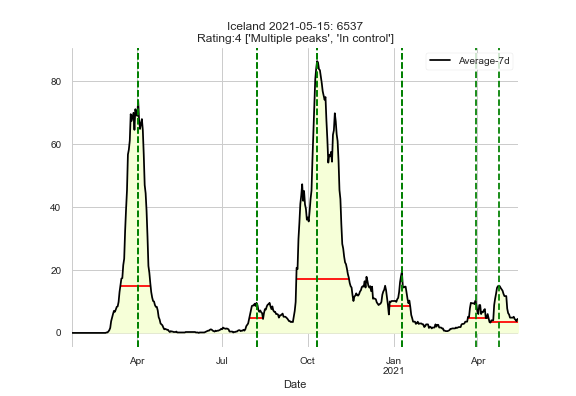 Iceland 2021-05-15: 6537
Rating:4 ['Multiple peaks', 'In control']
Average-7d
80
60
40
20
0
Apr
Jul
Oct
Jan
2021
Apr
Date